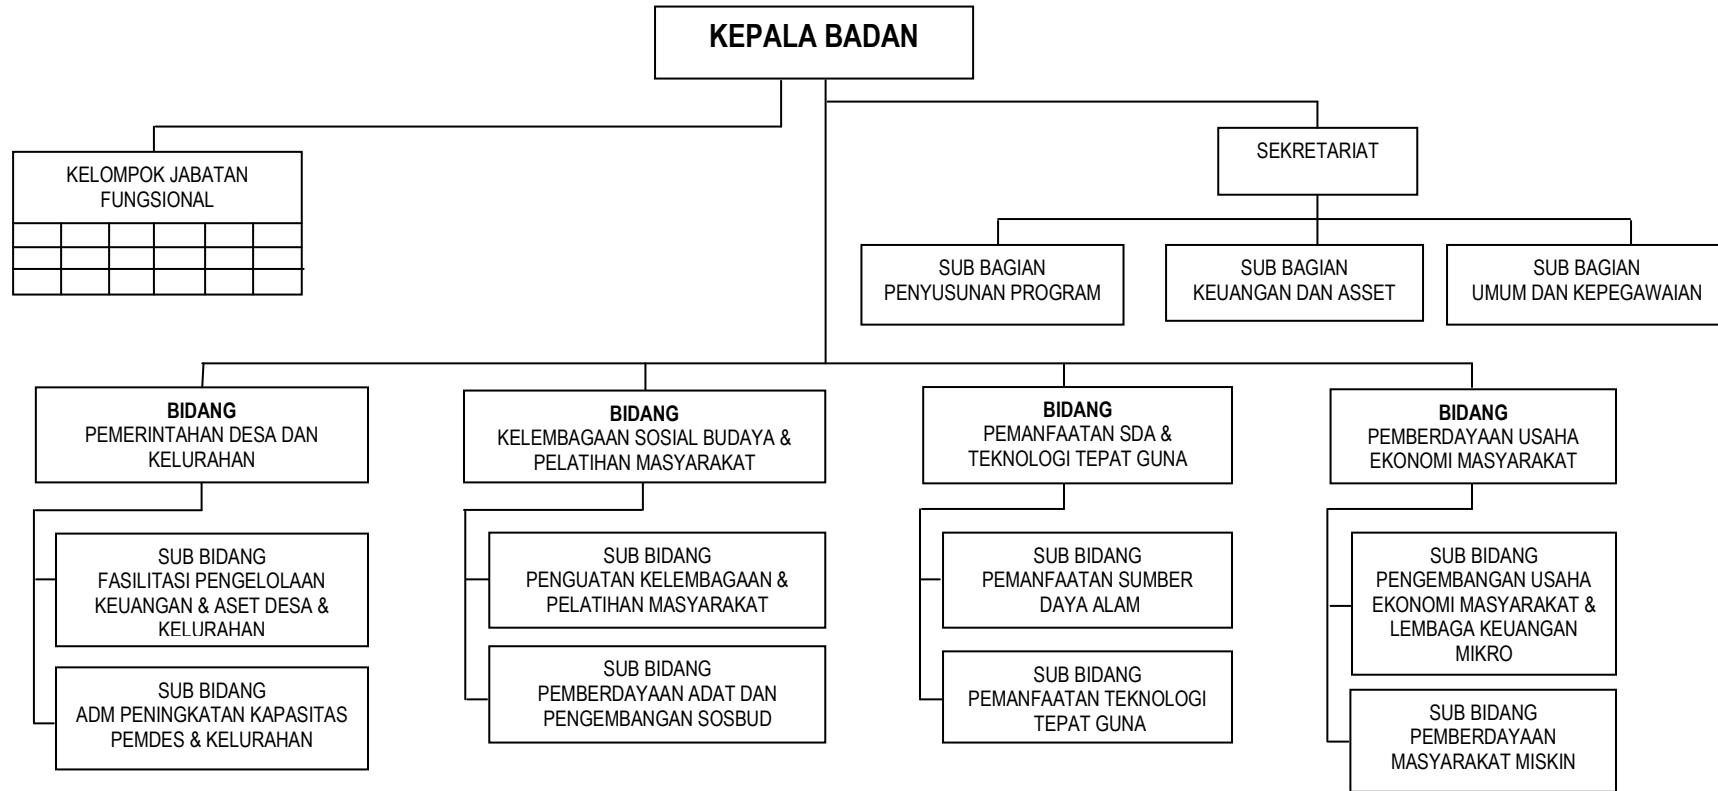 KEPALA BADAN
KELOMPOK JABATAN
FUNGSIONAL
SEKRETARIAT
SUB BAGIAN
PENYUSUNAN PROGRAM
SUB BAGIAN
KEUANGAN DAN ASSET
SUB BAGIAN
UMUM DAN KEPEGAWAIAN
BIDANG
PEMERINTAHAN DESA DAN
KELURAHAN
BIDANG
KELEMBAGAAN SOSIAL BUDAYA &
PELATIHAN MASYARAKAT
BIDANG
PEMANFAATAN SDA &
TEKNOLOGI TEPAT GUNA
BIDANG
PEMBERDAYAAN USAHA
EKONOMI MASYARAKAT
SUB BIDANG
FASILITASI PENGELOLAAN
KEUANGAN & ASET DESA &
KELURAHAN
SUB BIDANG
PENGUATAN KELEMBAGAAN &
PELATIHAN MASYARAKAT
SUB BIDANG
PEMANFAATAN SUMBER
DAYA ALAM
SUB BIDANG
PENGEMBANGAN USAHA
EKONOMI MASYARAKAT &
LEMBAGA KEUANGAN
MIKRO
SUB BIDANG
ADM PENINGKATAN KAPASITAS
PEMDES & KELURAHAN
SUB BIDANG
PEMBERDAYAAN ADAT DAN
PENGEMBANGAN SOSBUD
SUB BIDANG
PEMANFAATAN TEKNOLOGI
TEPAT GUNA
SUB BIDANG
PEMBERDAYAAN
MASYARAKAT MISKIN